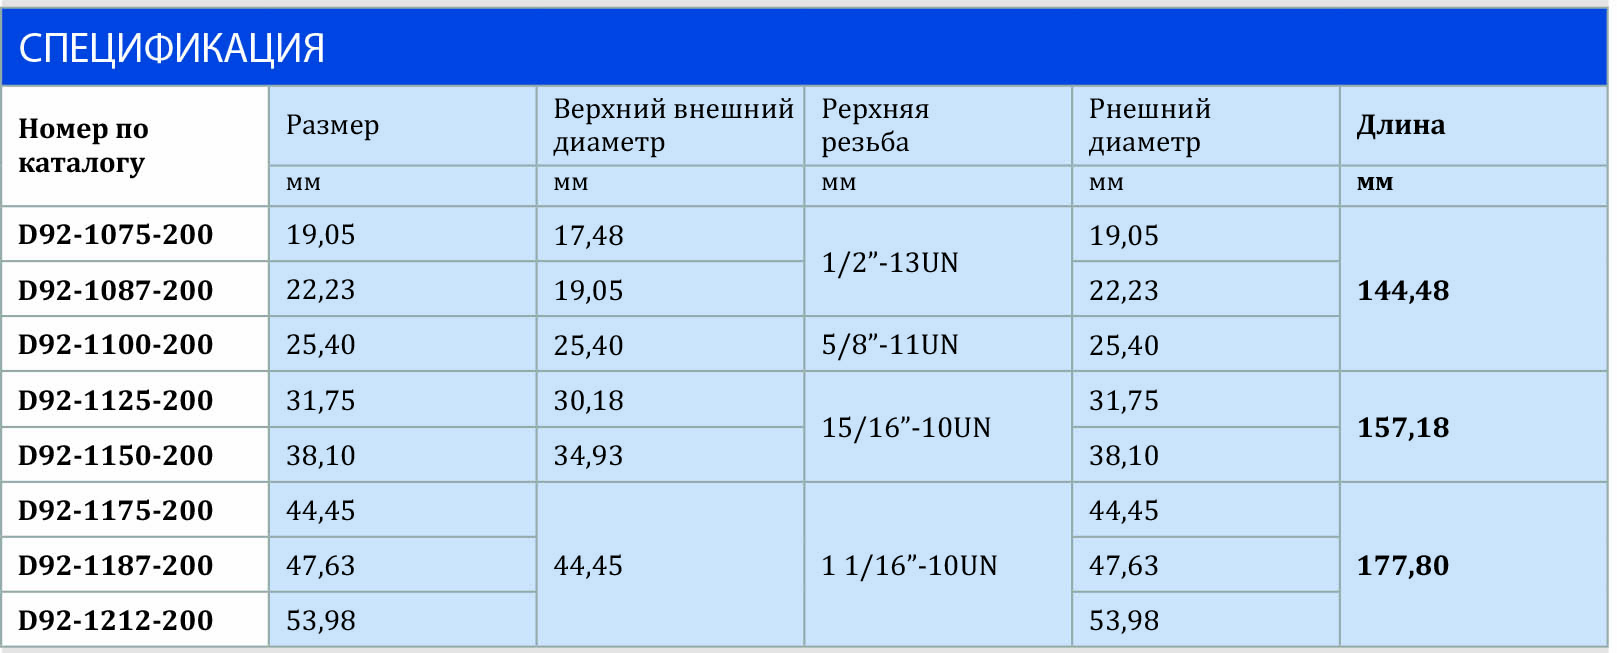 СПЕЦИФИКАЦИЯ
Номер по каталогу Размер Верхний внешний диаметр Рерхняя резьба Рнешний диаметр Длина
мм мм мм мм мм
D92-1075-200 19,05 17,48 1/2”-13UN 19,05 144,48
D92-1087-200 22,23 19,05 22,23
D92-1100-200 25,40 25,40 5/8”-11UN 25,40
D92-1125-200 31,75 30,18 15/16”-10UN 31,75 157,18
D92-1150-200 38,10 34,93 38,10
D92-1175-200 44,45 44,45 1 1/16”-10UN 44,45 177,80
D92-1187-200 47,63 47,63
D92-1212-200 53,98 53,98